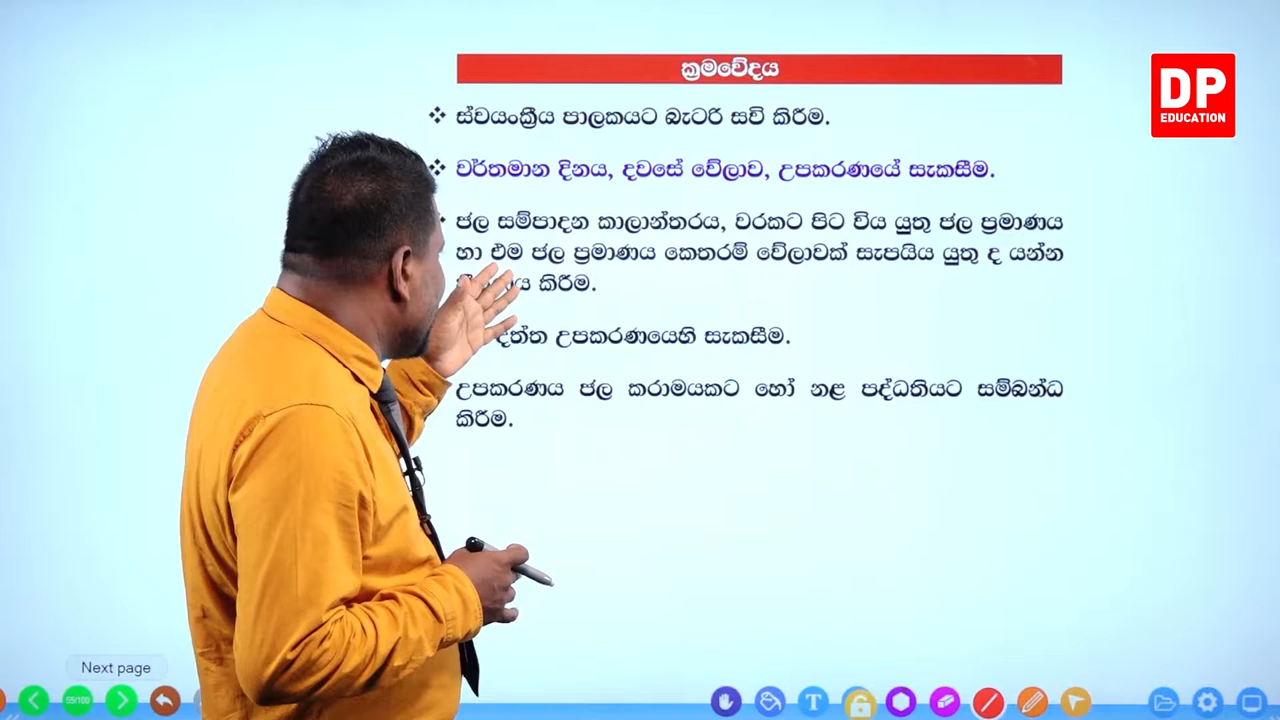 ක්‍රමවේදය
DP
EDUCATION
ස්වයංක්‍රීය පාලකයට බැටරි සවි කිරීම.
වර්තමාන දිනය, දවසේ වේලාව, උපකරණයේ සැකසීම.
ජල සම්පාදන කාලාන්තරය, වරකට පිට විය යුතු ජල ප්‍රමාණය
හා එම ජල ප්‍රමාණය කෙතරම් වේලාවක් සැපයිය යුතු ද යන්න
කිරීම.
දත්ත උපකරණයෙහි සැකසීම.
උපකරණය ජල කරාමයකට හෝ නළ පද්ධතියට සම්බන්ධ
කිරීම.
Next page
55/100
T